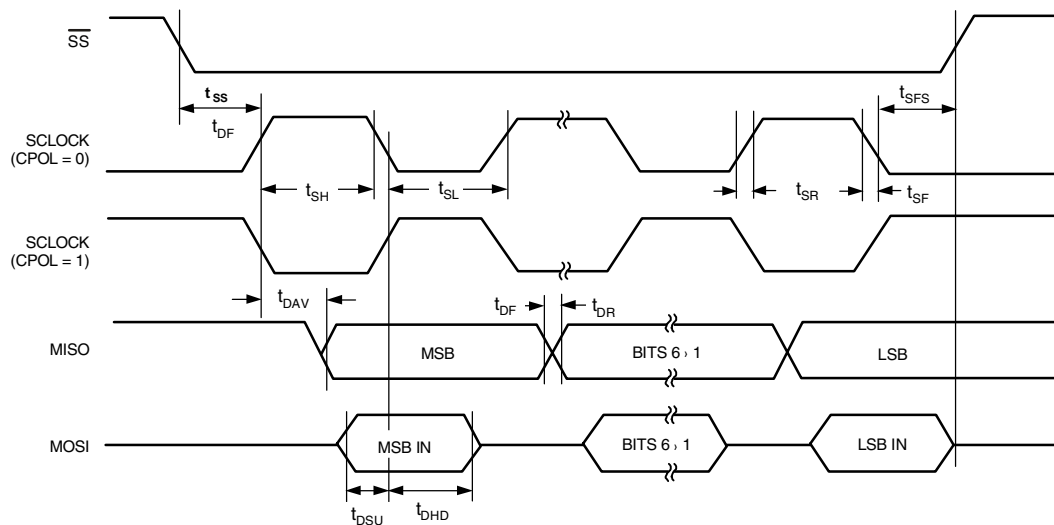 SS
tSS
tDF
tSFS
SCLOCK
(CPOL = 0)
tSH
tSL
tSR
tSF
SCLOCK
(CPOL = 1)
tDAV
tDF
tDR
MISO
MSB
BITS 6 › 1
LSB
MOSI
MSB IN
BITS 6 › 1
LSB IN
tDSU
tDHD